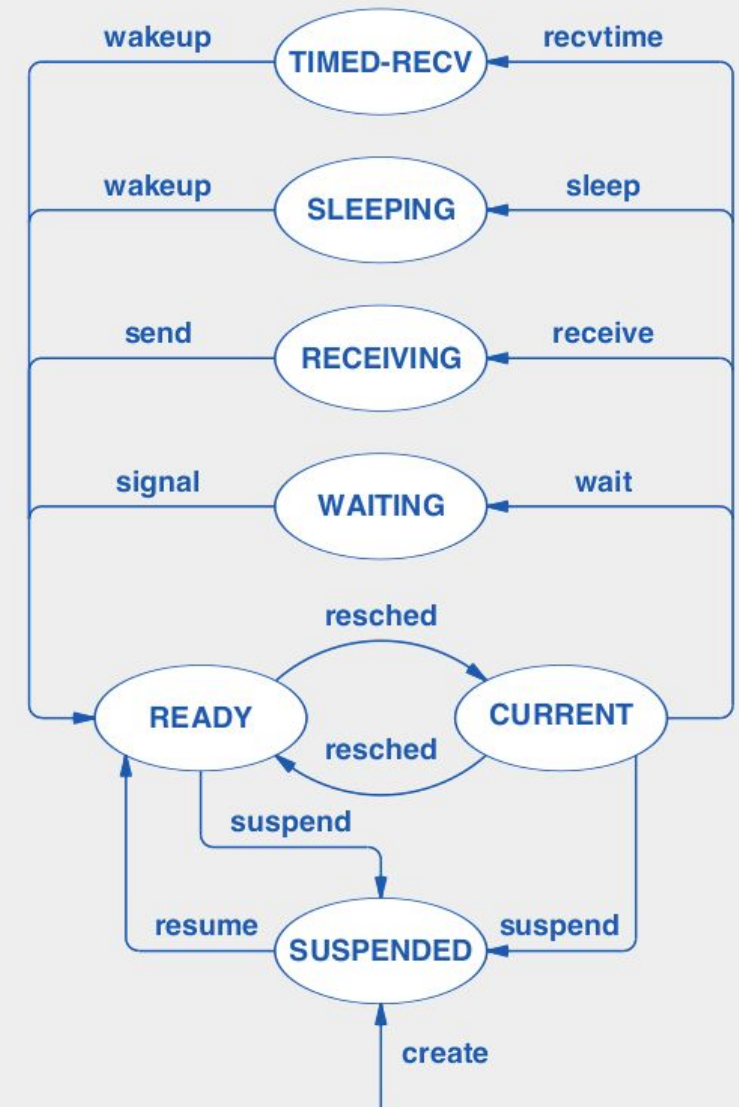 wakeup
TIMED-RECV
recvtime
wakeup
SLEEPING
sleep
send
RECEIVING
receive
signal
WAITING
wait
resched
READY
CURRENT
resched
suspend
resume
SUSPENDED
suspend
create